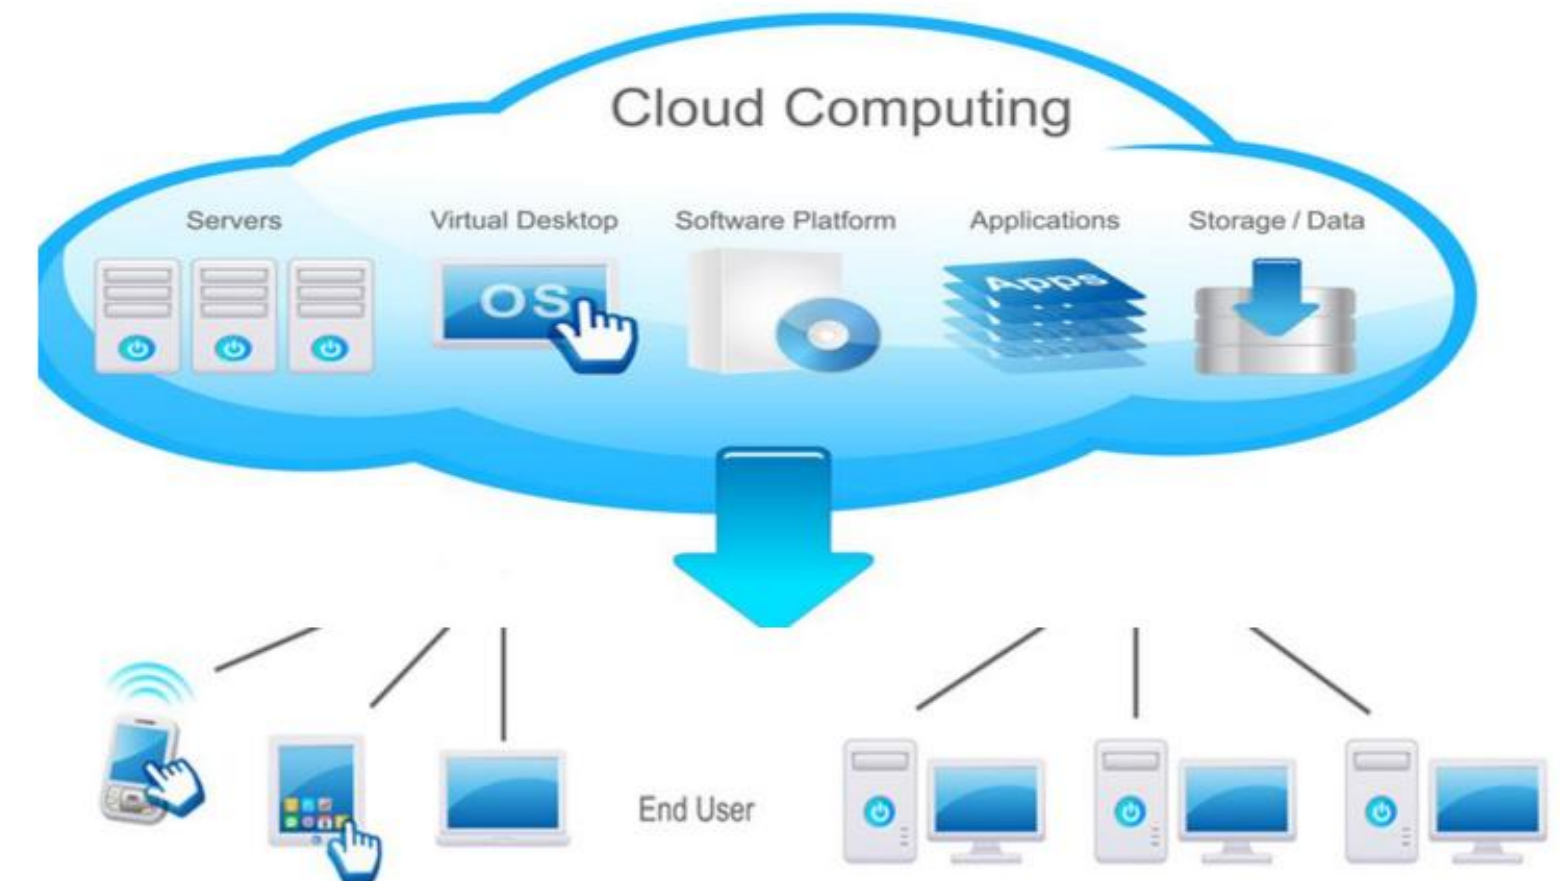 Cloud Computing
Servers
Virtual Desktop
Software Platform
Applications
Storage / Data
OS
Apps
End User